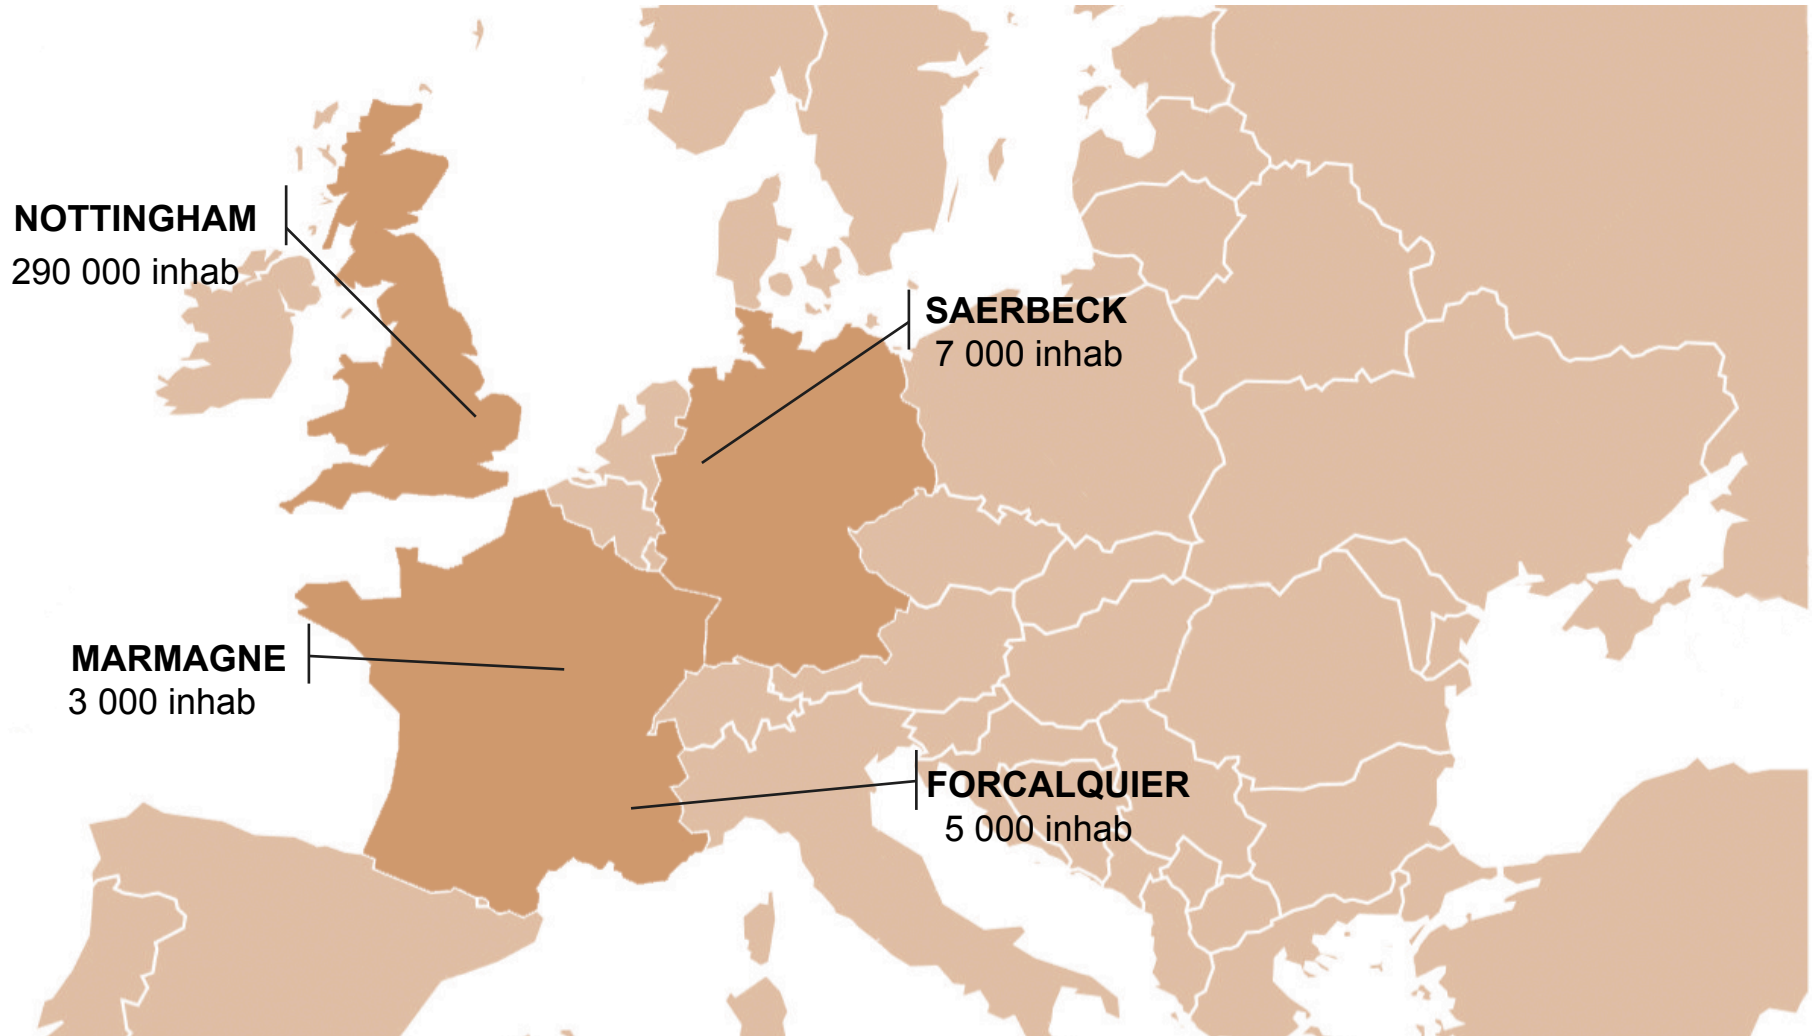 NOTTINGHAM
290 000 inhab
SAERBECK
7 000 inhab
MARMAGNE
3 000 inhab
FORCALQUIER
5 000 inhab